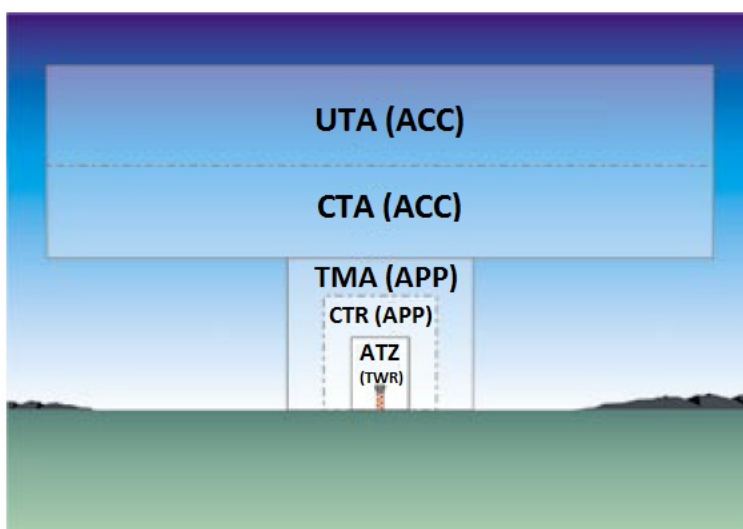 UTA (ACC)
CTA (ACC)
TMA (APP)
CTR (APP)
ATZ
(TWR)